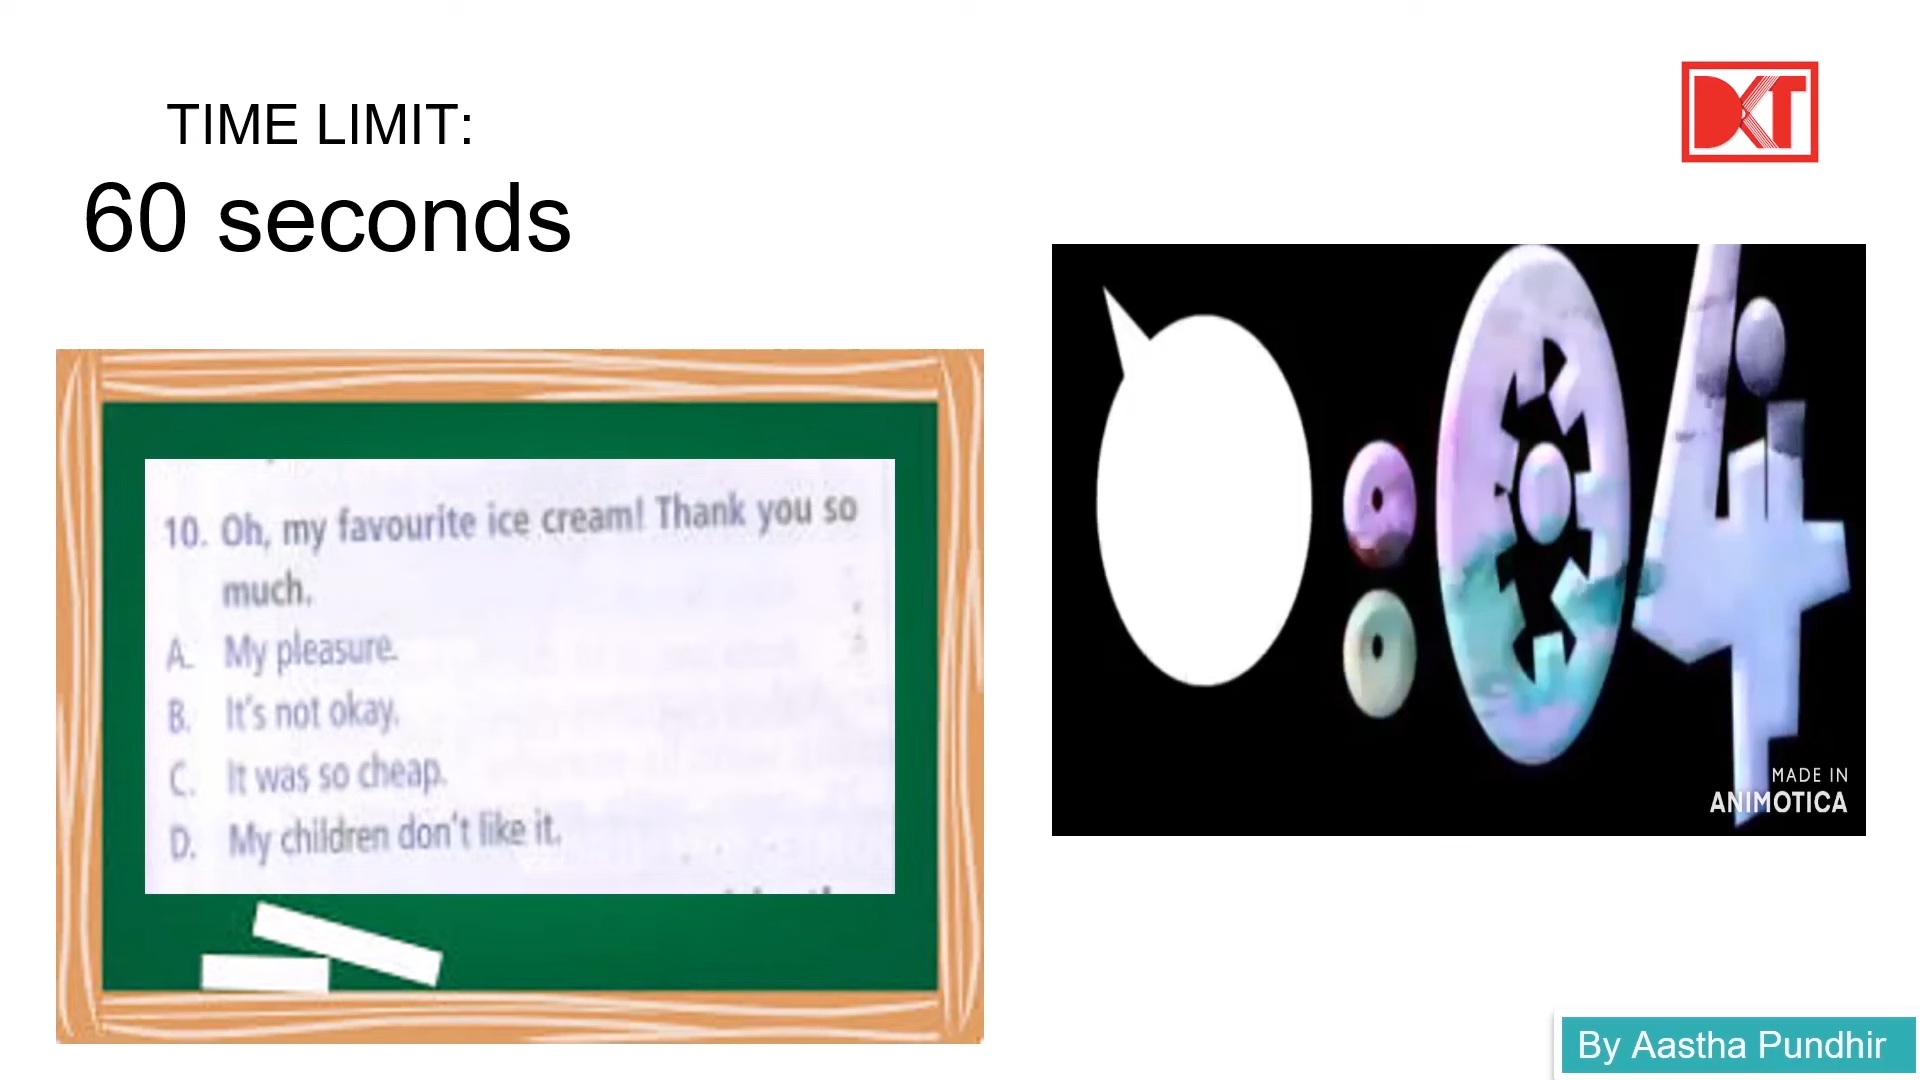 TIME LIMIT:
60 seconds
DKT
10. Oh, my favourite ice cream! Thank you so
much.
A. My pleasure.
B. It's not okay.
C. It was so cheap.
D. My children don't like it.
:04
MADE IN
ANIMOTICA
By Aastha Pundhir